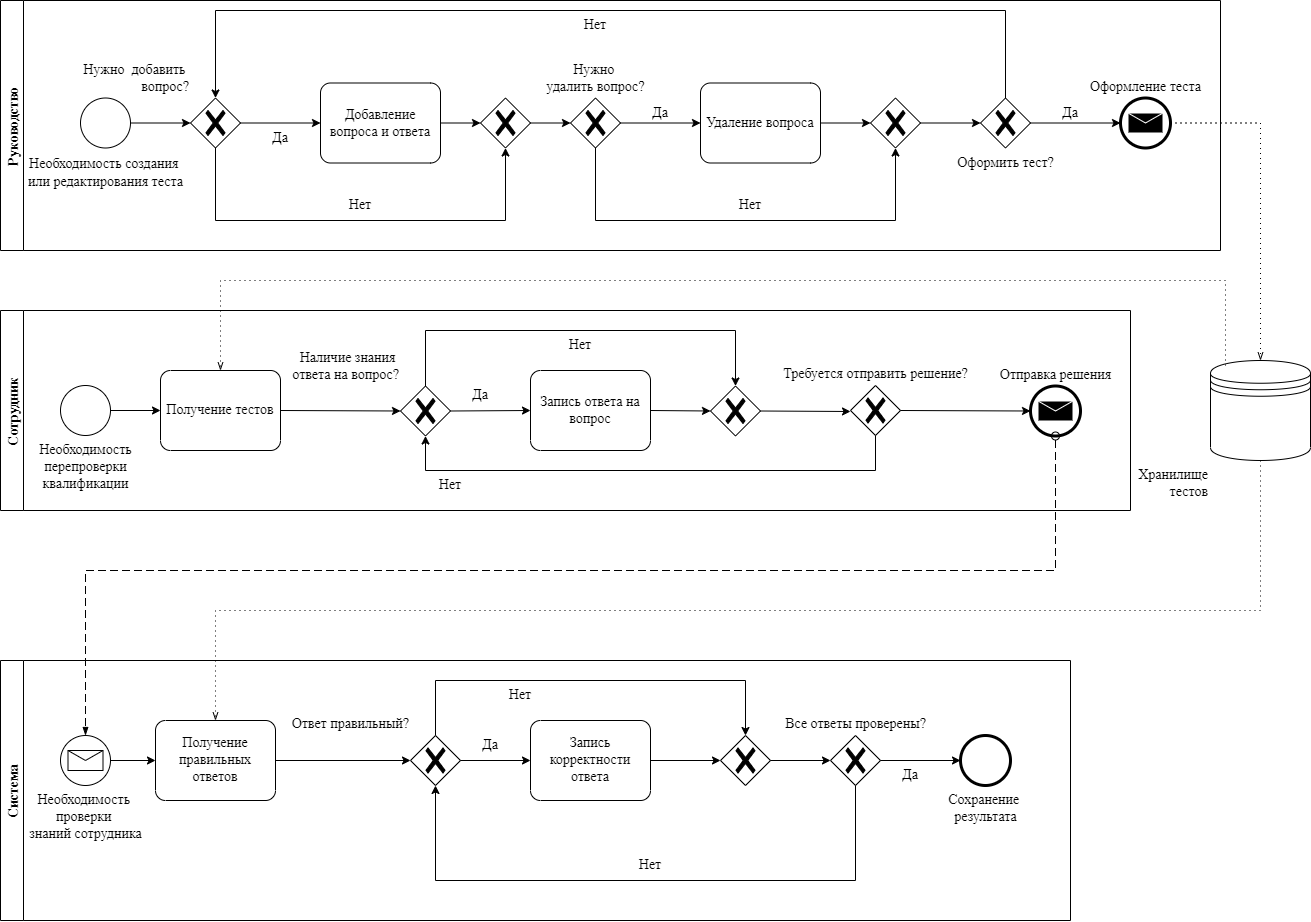 Руководство
Нет
Нужно добавить
вопрос?
Нужно
удалить вопрос?
Оформление теста
Добавление
вопроса и ответа
Да
Да
Удаление вопроса
Да
Необходимость создания
или редактирования теста
Оформить тест?
Нет
Нет
Сотрудник
Нет
Наличие знания
ответа на вопрос?
Требуется отправить решение?
Отправка решения
Получение тестов
Да
Запись ответа на
вопрос
Необходимость
перепроверки
квалификации
Нет
Хранилище
тестов
Система
Нет
Ответ правильный?
Все ответы проверены?
Получение
правильных
ответов
Да
Запись
корректности
ответа
Да
Необходимость
проверки
знаний сотрудника
Сохранение
результата
Нет